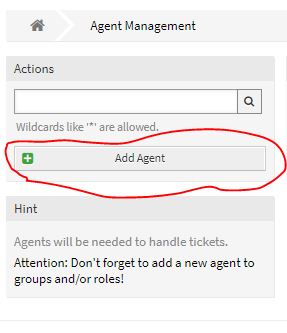 Agent Management
Actions
Wildcards like '*' are allowed.
Add Agent
Hint
Agents will be needed to handle tickets.
Attention: Don't forget to add a new agent to
groups and/or roles!